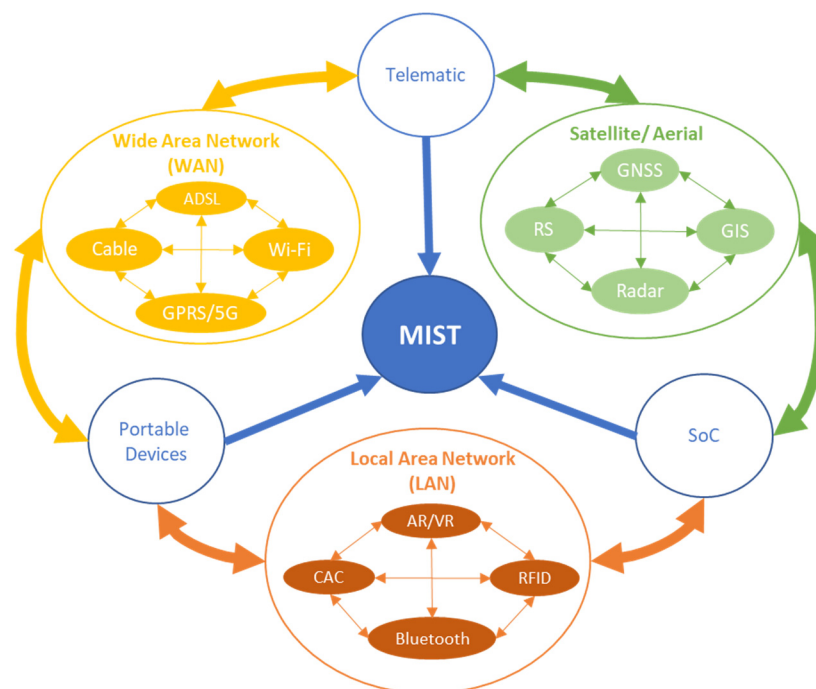 Telematic
Wide Area Network
(WAN)
ADSL
Cable
Wi-Fi
GPRS/5G
Satellite/ Aerial
GNSS
RS
GIS
Radar
MIST
Portable
Devices
SoC
Local Area Network
(LAN)
AR/VR
CAC
RFID
Bluetooth